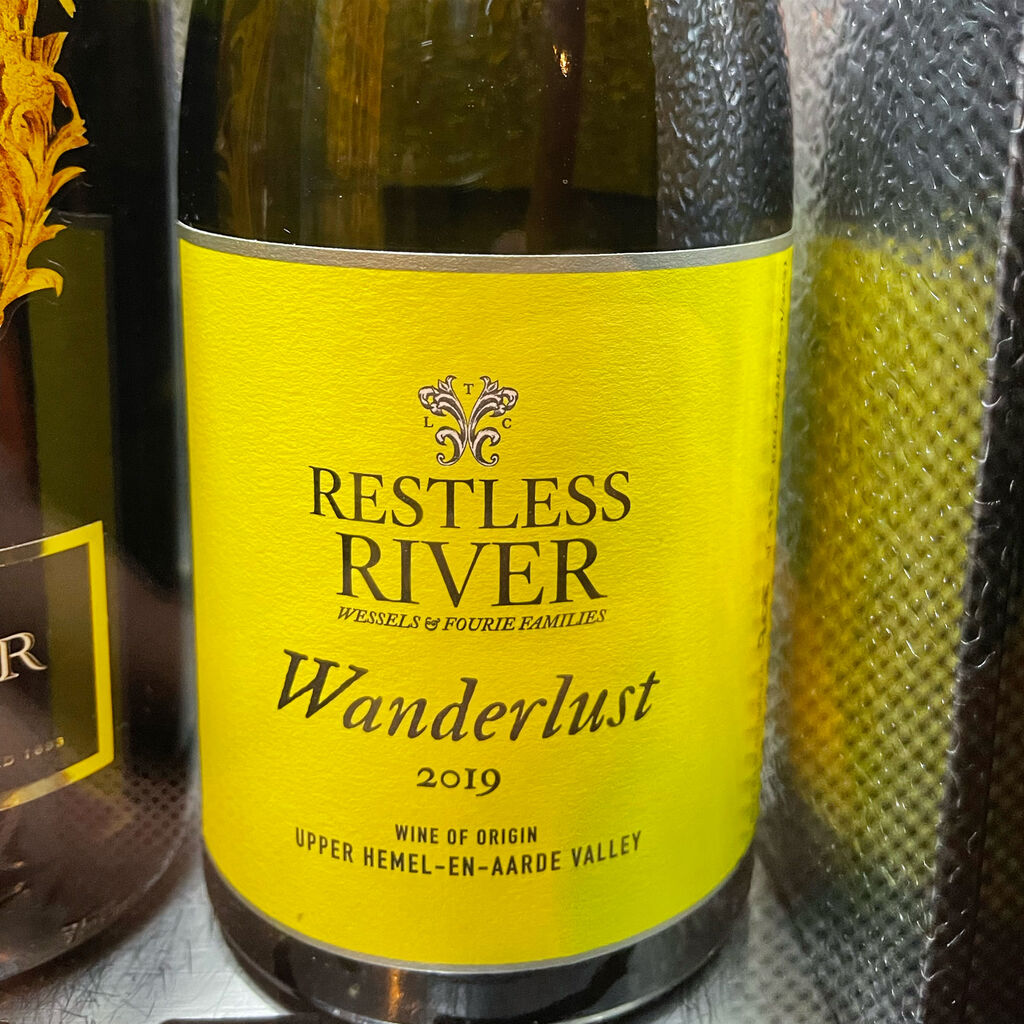 T
L C
RESTLESS
RIVER
WESSELS & FOURIE FAMILIES
Wanderlust
2019
WINE OF ORIGIN
UPPER HEMEL-EN-AARDE VALLEY
R